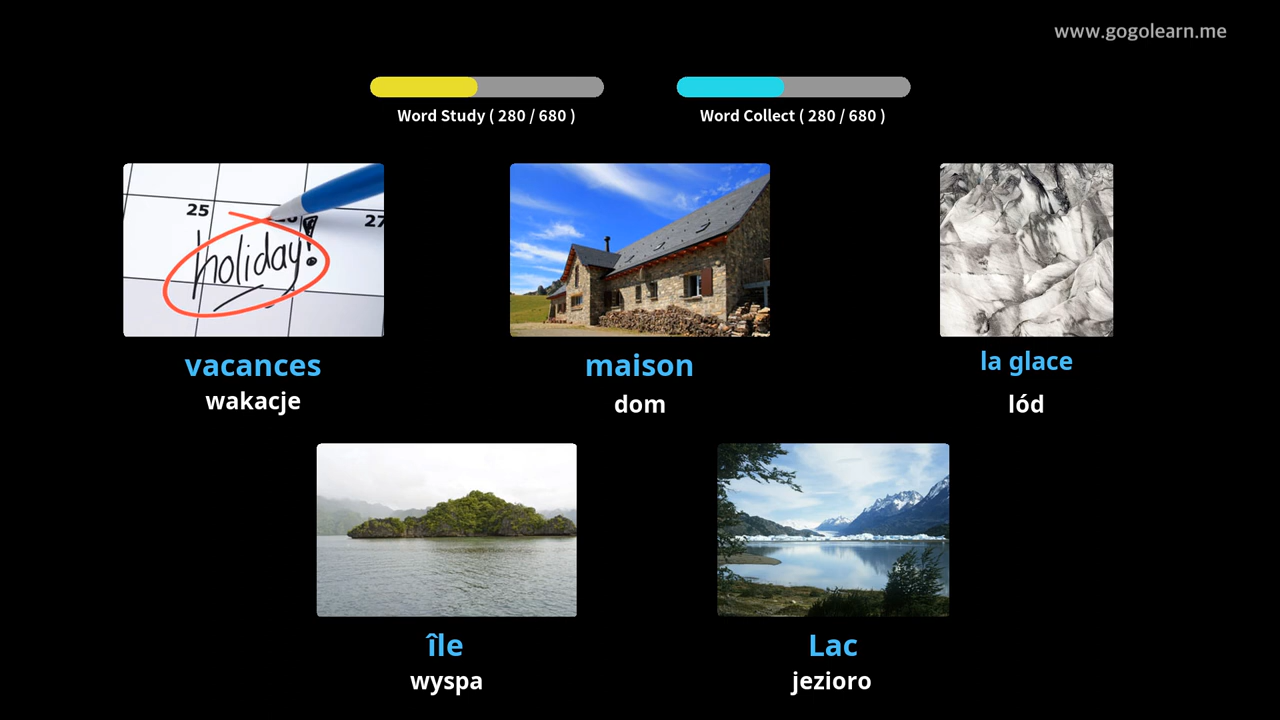 www.gogolearn.me
Word Study ( 280 / 680 )
Word Collect ( 280 / 680 )
25
27
holiday!
vacances
wakacje
maison
dom
la glace
lód
île
wyspa
Lac
jezioro